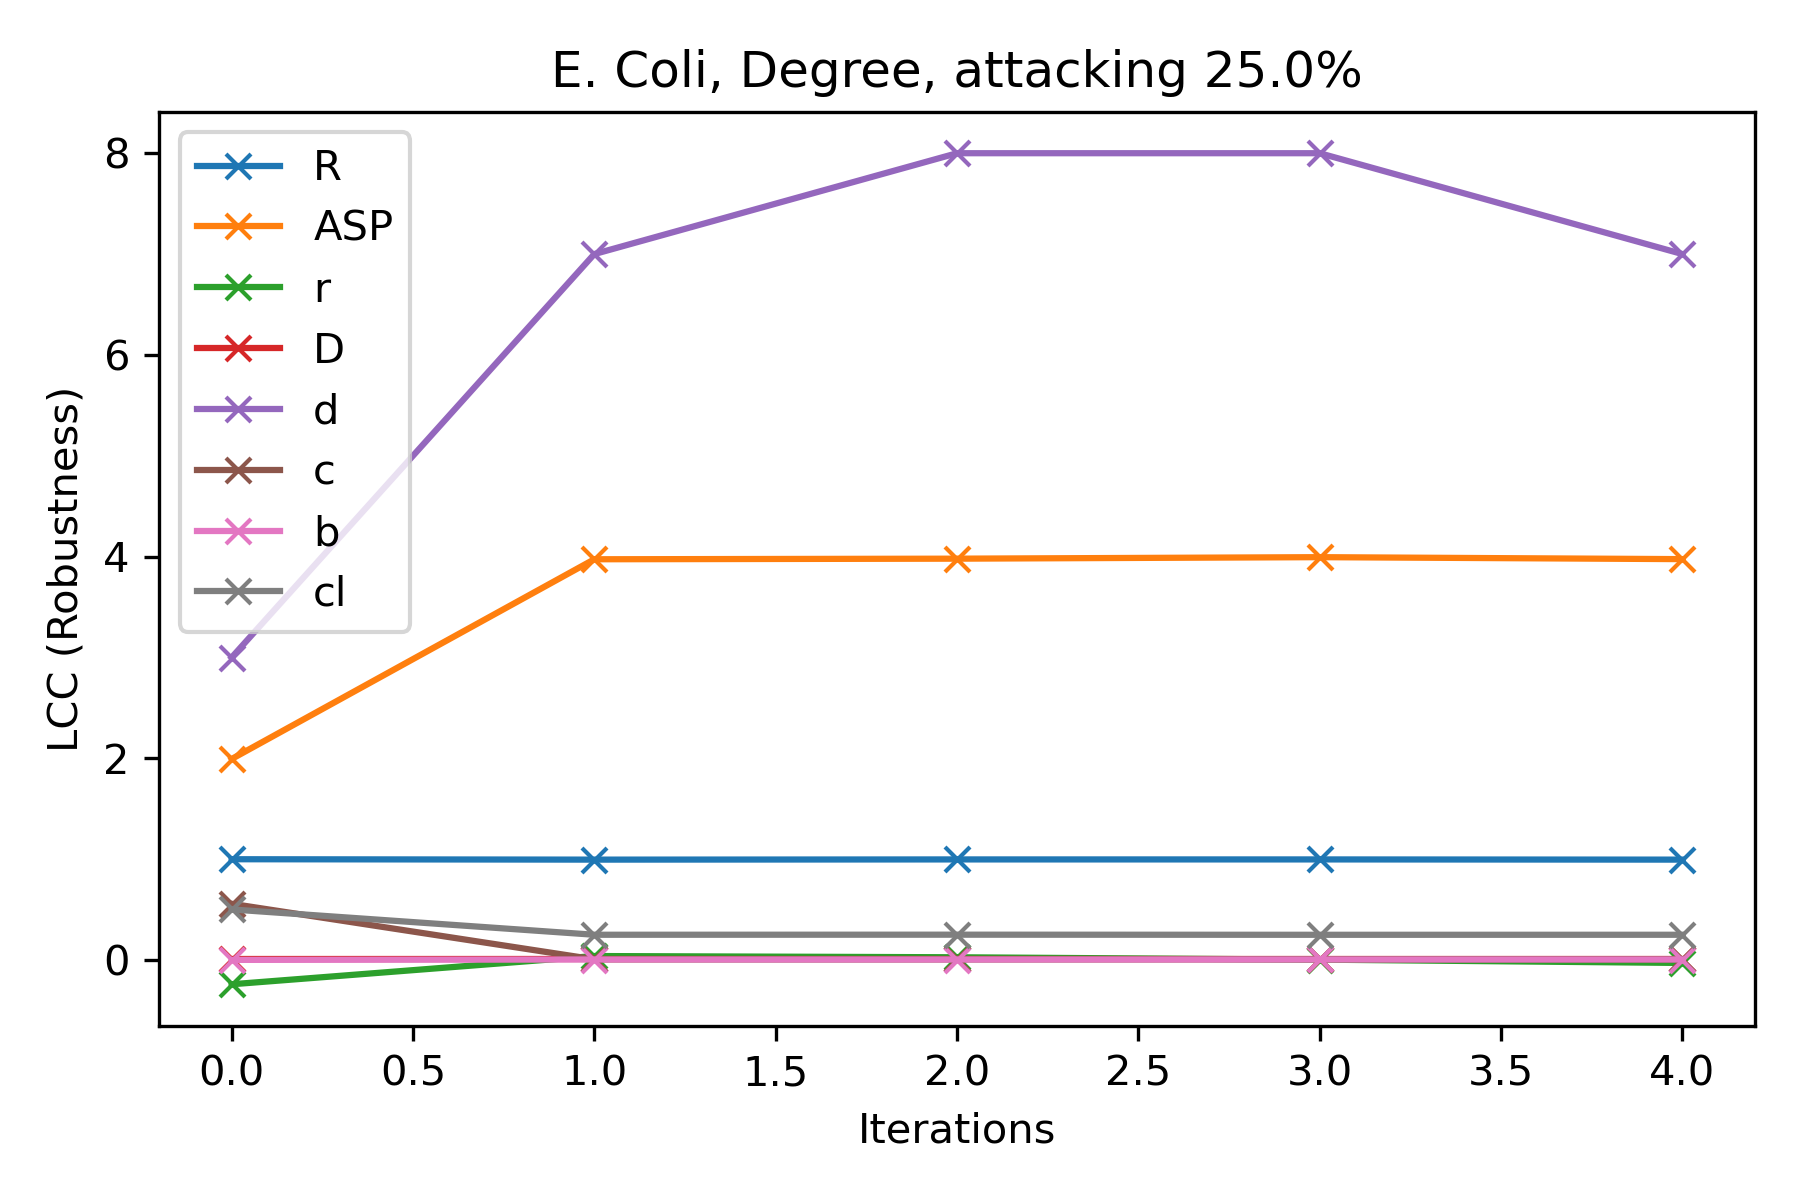 E. Coli, Degree, attacking 25.0%
R
ASP
r
D
d
c
b
cl
LCC (Robustness)
8
6
4
2
0
0.0 0.5 1.0 1.5 2.0 2.5 3.0 3.5 4.0
Iterations